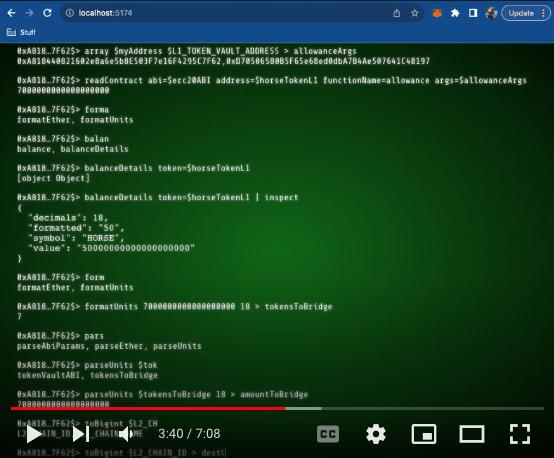 localhost:5174
Update
Stuff
0xA818…7F62$> array $myAddress $L1_TOKEN_VAULT_ADDRESS > allowanceArgs
0xA818440821602e8a6e5b8E503F7e16F4295C7F62,0xD70506580B5F65e68ed0dbA7B4Ae507641C48197
0xA818…7F62$> readContract abi=$erc20ABI address=$horseTokenL1 functionName=allowance args=$allowanceArgs
7000000000000000000
0xA818…7F62$> forma
formatEther, formatUnits
0xA818…7F62$> balan
balance, balanceDetails
0xA818…7F62$> balanceDetails token=$horseTokenL1
[object Object]
0xA818…7F62$> balanceDetails token=$horseTokenL1 | inspect
{
"decimals": 18,
"formatted": "50",
"symbol": "HORSE",
"value": "50000000000000000000"
}
0xA818…7F62$> form
formatEther, formatUnits
0xA818…7F62$> formatUnits 7000000000000000000 18 > tokensToBridge
7
0xA818…7F62$> pars
parseAbiParams, parseEther, parseUnits
0xA818…7F62$> parseUnits $tok
tokenVaultABI, tokensToBridge
0xA818…7F62$> parseUnits $tokensToBridge 18 > amountToBridge
7000000000000000000
0xA818…7F62$> toBigint $L2_CH
0xA818…7F62$> toBigint $L2_CHAIN_ID > dest
3:40 / 7:08
CC